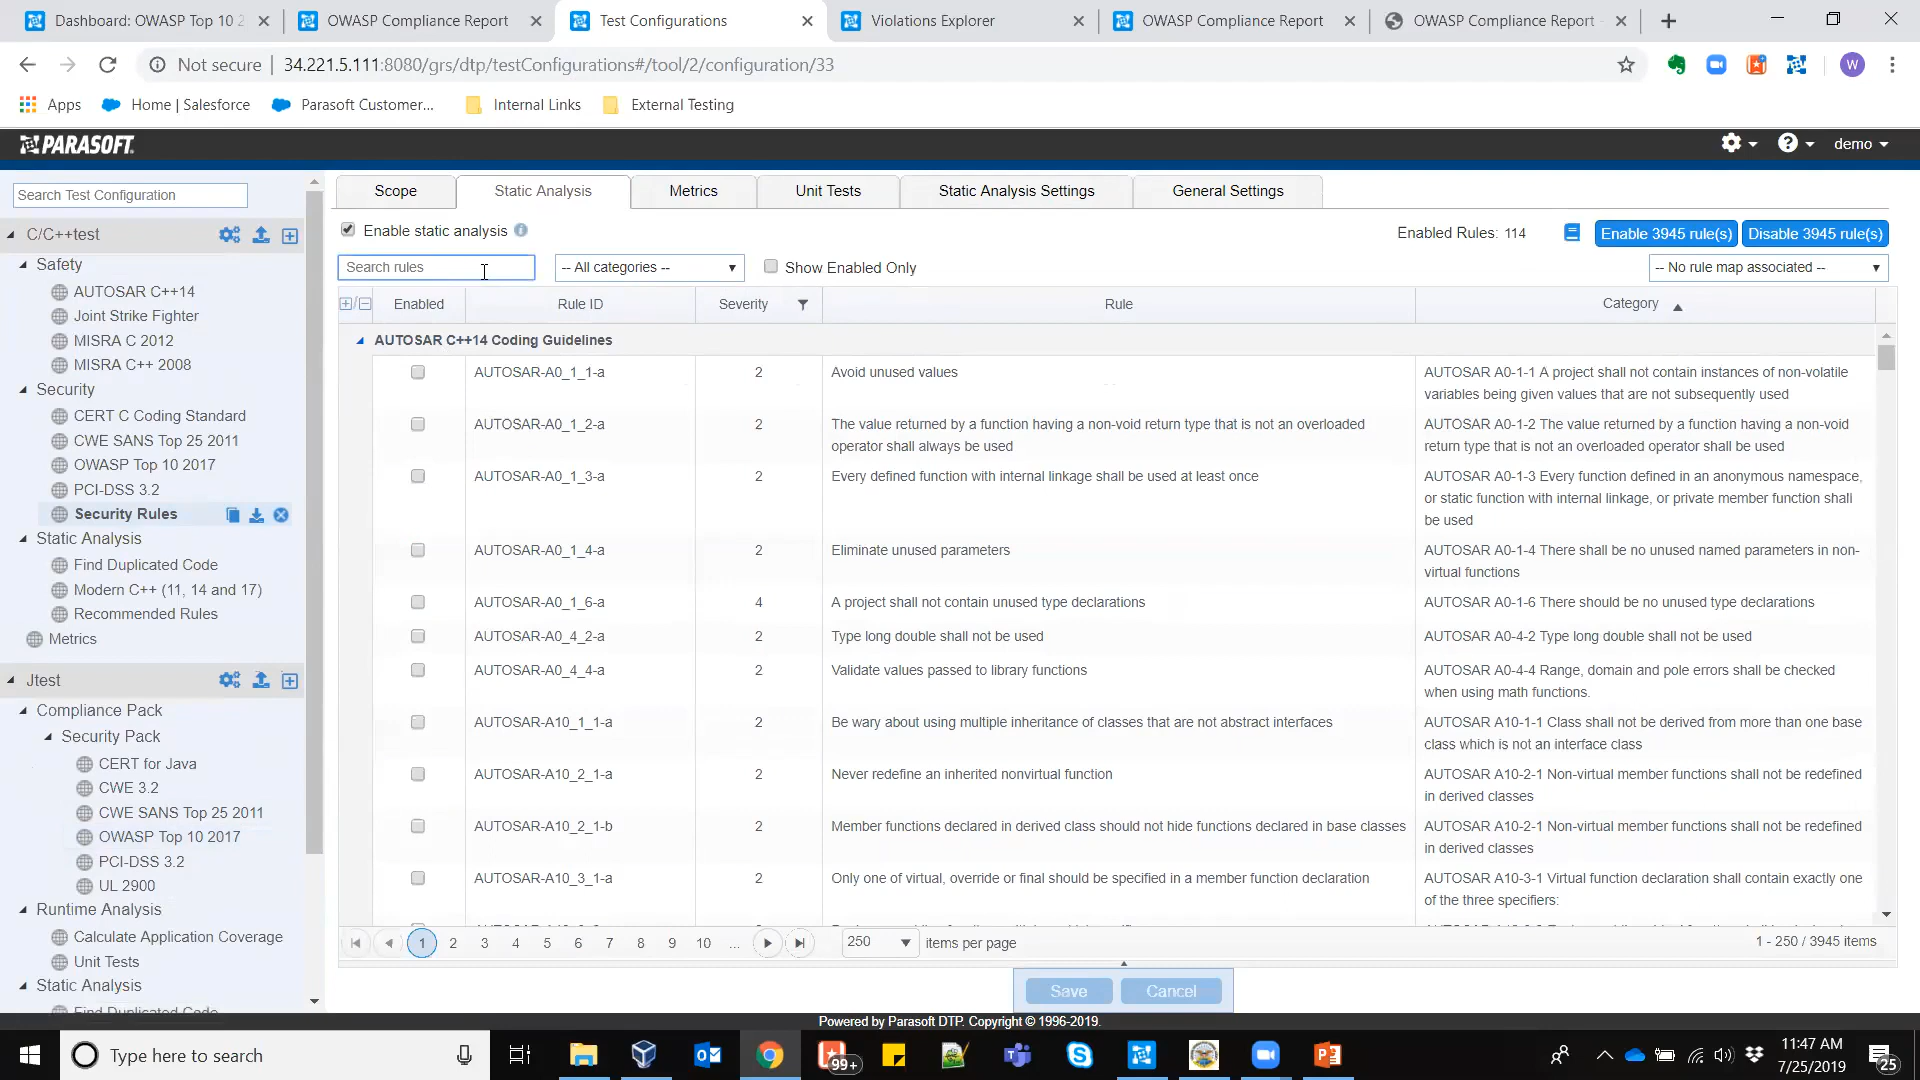 Dashboard: OWASP Top 10 2
OWASP Compliance Report
Test Configurations
Violations Explorer
OWASP Compliance Report
OWASP Compliance Report -
Not secure
34.221.5.111:8080/grs/dtp/testConfigurations#/tool/2/configuration/33
W
Apps
Home | Salesforce
Parasoft Customer...
Internal Links
External Testing
PARASOFT.
demo
Search Test Configuration
C/C++test
Safety
AUTOSAR C++14
Joint Strike Fighter
MISRA C 2012
MISRA C++ 2008
Security
CERT C Coding Standard
CWE SANS Top 25 2011
OWASP Top 10 2017
PCI-DSS 3.2
Security Rules
Static Analysis
Find Duplicated Code
Modern C++ (11, 14 and 17)
Recommended Rules
Metrics
Jtest
Compliance Pack
Security Pack
CERT for Java
CWE 3.2
CWE SANS Top 25 2011
OWASP Top 10 2017
PCI-DSS 3.2
UL 2900
Runtime Analysis
Calculate Application Coverage
Unit Tests
Static Analysis
Find Duplicated Code
Scope
Static Analysis
Metrics
Unit Tests
Static Analysis Settings
General Settings
Enable static analysis
Enabled Rules: 114
Enable 3945 rule(s)
Disable 3945 rule(s)
Search rules
-- All categories --
Show Enabled Only
-- No rule map associated --
Enabled
Rule ID
Severity
Rule
Category
AUTOSAR C++14 Coding Guidelines
AUTOSAR-A0_1_1-a
2
Avoid unused values
AUTOSAR A0-1-1 A project shall not contain instances of non-volatile
variables being given values that are not subsequently used
AUTOSAR-A0_1_2-a
2
The value returned by a function having a non-void return type that is not an overloaded
operator shall always be used
AUTOSAR A0-1-2 The value returned by a function having a non-void
return type that is not an overloaded operator shall be used
AUTOSAR-A0_1_3-a
2
Every defined function with internal linkage shall be used at least once
AUTOSAR A0-1-3 Every function defined in an anonymous namespace,
or static function with internal linkage, or private member function shall
be used
AUTOSAR-A0_1_4-a
2
Eliminate unused parameters
AUTOSAR A0-1-4 There shall be no unused named parameters in non-
virtual functions
AUTOSAR-A0_1_6-a
4
A project shall not contain unused type declarations
AUTOSAR A0-1-6 There should be no unused type declarations
AUTOSAR-A0_4_2-a
2
Type long double shall not be used
AUTOSAR A0-4-2 Type long double shall not be used
AUTOSAR-A0_4_4-a
2
Validate values passed to library functions
AUTOSAR A0-4-4 Range, domain and pole errors shall be checked
when using math functions.
AUTOSAR-A10_1_1-a
2
Be wary about using multiple inheritance of classes that are not abstract interfaces
AUTOSAR A10-1-1 Class shall not be derived from more than one base
class which is not an interface class
AUTOSAR-A10_2_1-a
2
Never redefine an inherited nonvirtual function
AUTOSAR A10-2-1 Non-virtual member functions shall not be redefined
in derived classes
AUTOSAR-A10_2_1-b
2
Member functions declared in derived class should not hide functions declared in base classes
AUTOSAR A10-2-1 Non-virtual member functions shall not be redefined
in derived classes
AUTOSAR-A10_3_1-a
2
Only one of virtual, override or final should be specified in a member function declaration
AUTOSAR A10-3-1 Virtual function declaration shall contain exactly one
of the three specifiers:
1 2 3 4 5 6 7 8 9 10 ...
250
items per page
1 - 250 / 3945 items
Save
Cancel
Powered by Parasoft DTP. Copyright © 1996-2019.
Type here to search
99+
11:47 AM
7/25/2019
25